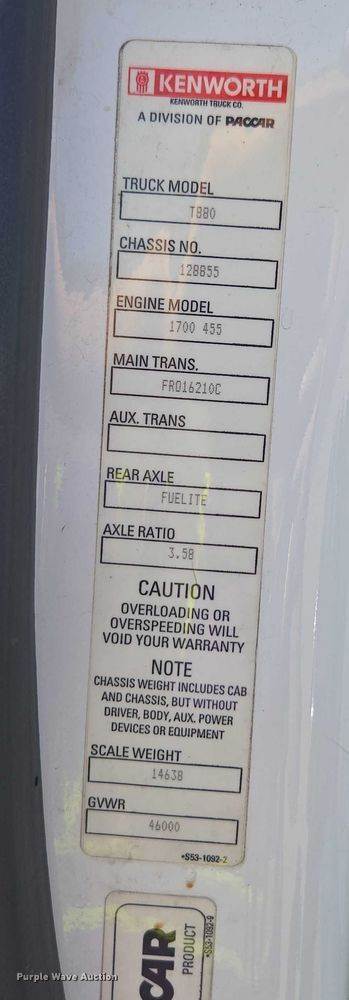 KENWORTH
KENWORTH TRUCK CO.
A DIVISION OF PACCAR
TRUCK MODEL
T880
CHASSIS NO.
128855
ENGINE MODEL
1700 455
MAIN TRANS.
FRO16210C
AUX. TRANS
REAR AXLE
FUELITE
AXLE RATIO
3.58
CAUTION
OVERLOADING OR
OVERSPEEDING WILL
VOID YOUR WARRANTY
NOTE
CHASSIS WEIGHT INCLUDES CAB
AND CHASSIS, BUT WITHOUT
DRIVER, BODY, AUX. POWER
DEVICES OR EQUIPMENT
SCALE WEIGHT
14638
GVWR
46000
•S53-1092-2
CAR
PRODUCT
•S53-1092-9
Purple Wave Auction